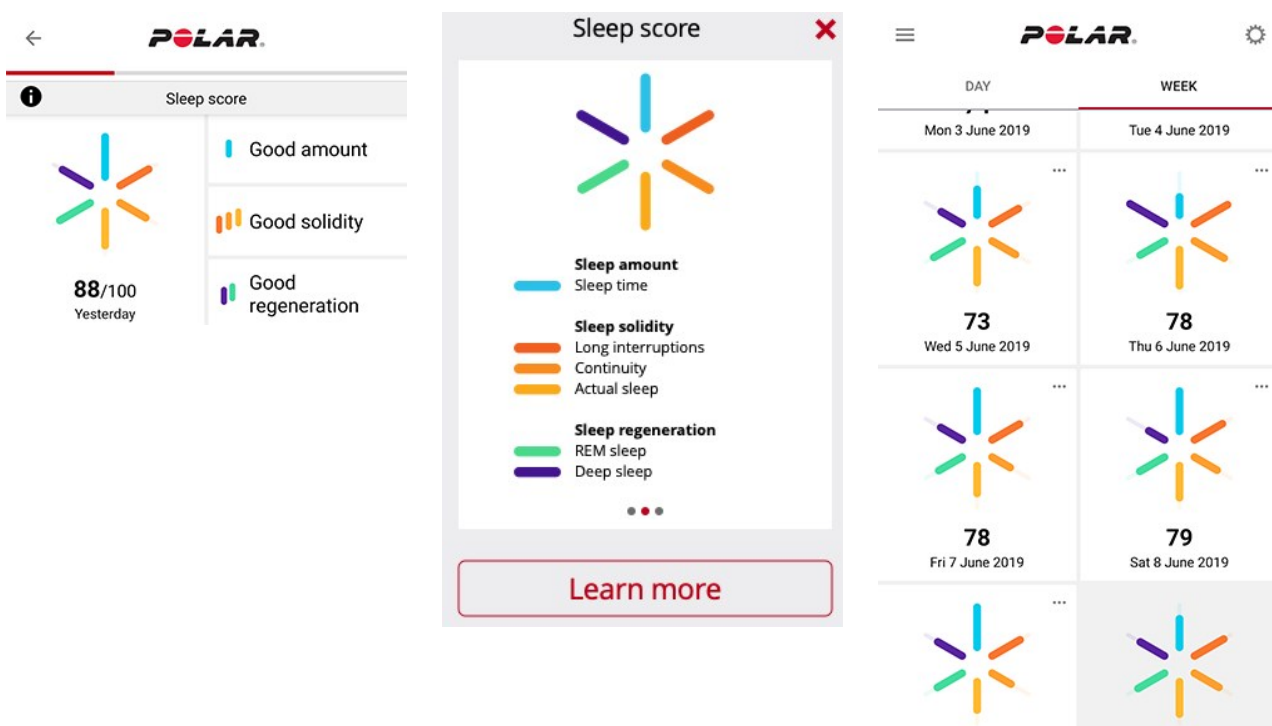 POLAR
Sleep score
Good amount
Good solidity
Good
regeneration
88/100
Yesterday
Sleep score
Sleep amount
Sleep time
Sleep solidity
Long interruptions
Continuity
Actual sleep
Sleep regeneration
REM sleep
Deep sleep
Learn more
POLAR
DAY WEEK
Mon 3 June 2019 Tue 4 June 2019
73 78
Wed 5 June 2019 Thu 6 June 2019
78 79
Fri 7 June 2019 Sat 8 June 2019